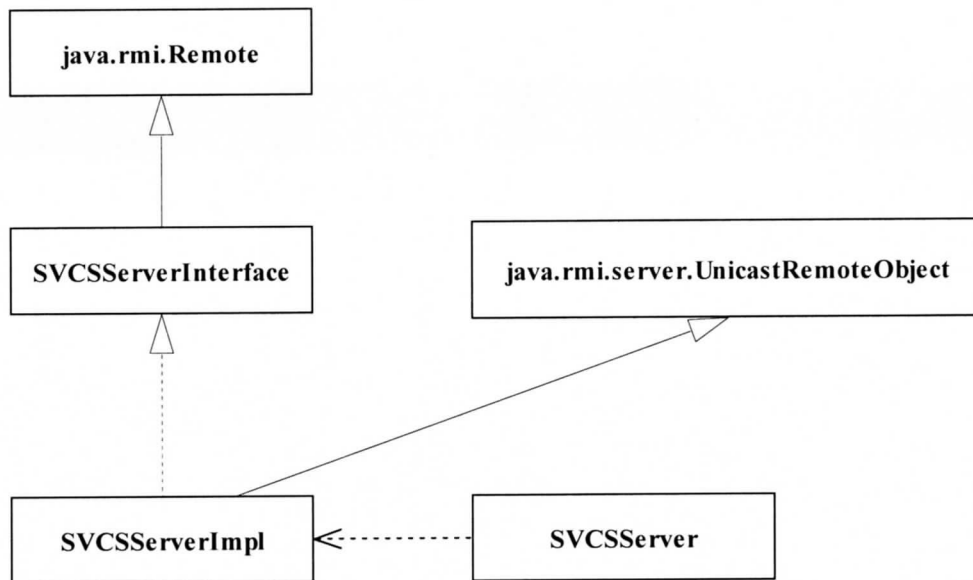 java.rmi.Remote
SVCSServerInterface
java.rmi.server.UnicastRemoteObject
SVCSServerImpl
SVCSServer